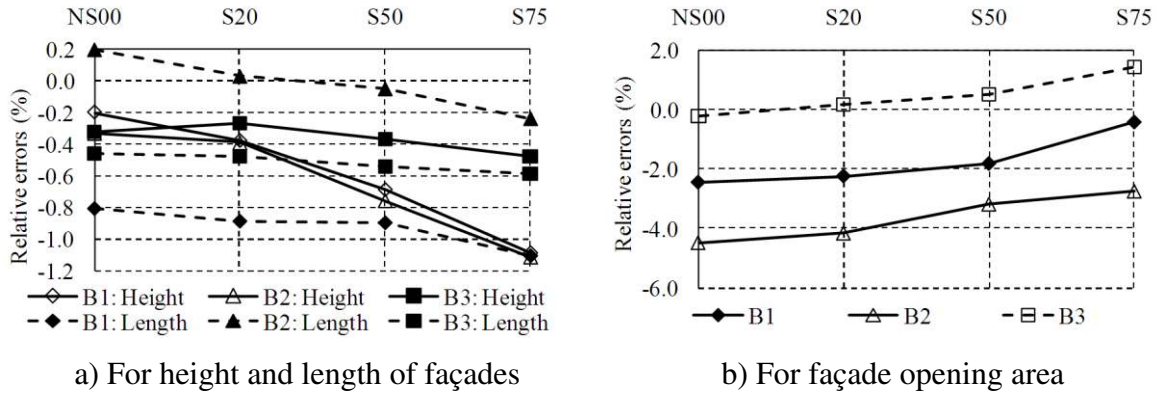 NS00 S20 S50 S75
0.2
0.0
-0.2
-0.4
-0.6
-0.8
-1.0
-1.2
Relative errors (%)
B1: Height B2: Height B3: Height
B1: Length B2: Length B3: Length
a) For height and length of façades
NS00 S20 S50 S75
2.0
0.0
-2.0
-4.0
-6.0
Relative errors (%)
B1 B2 B3
b) For façade opening area